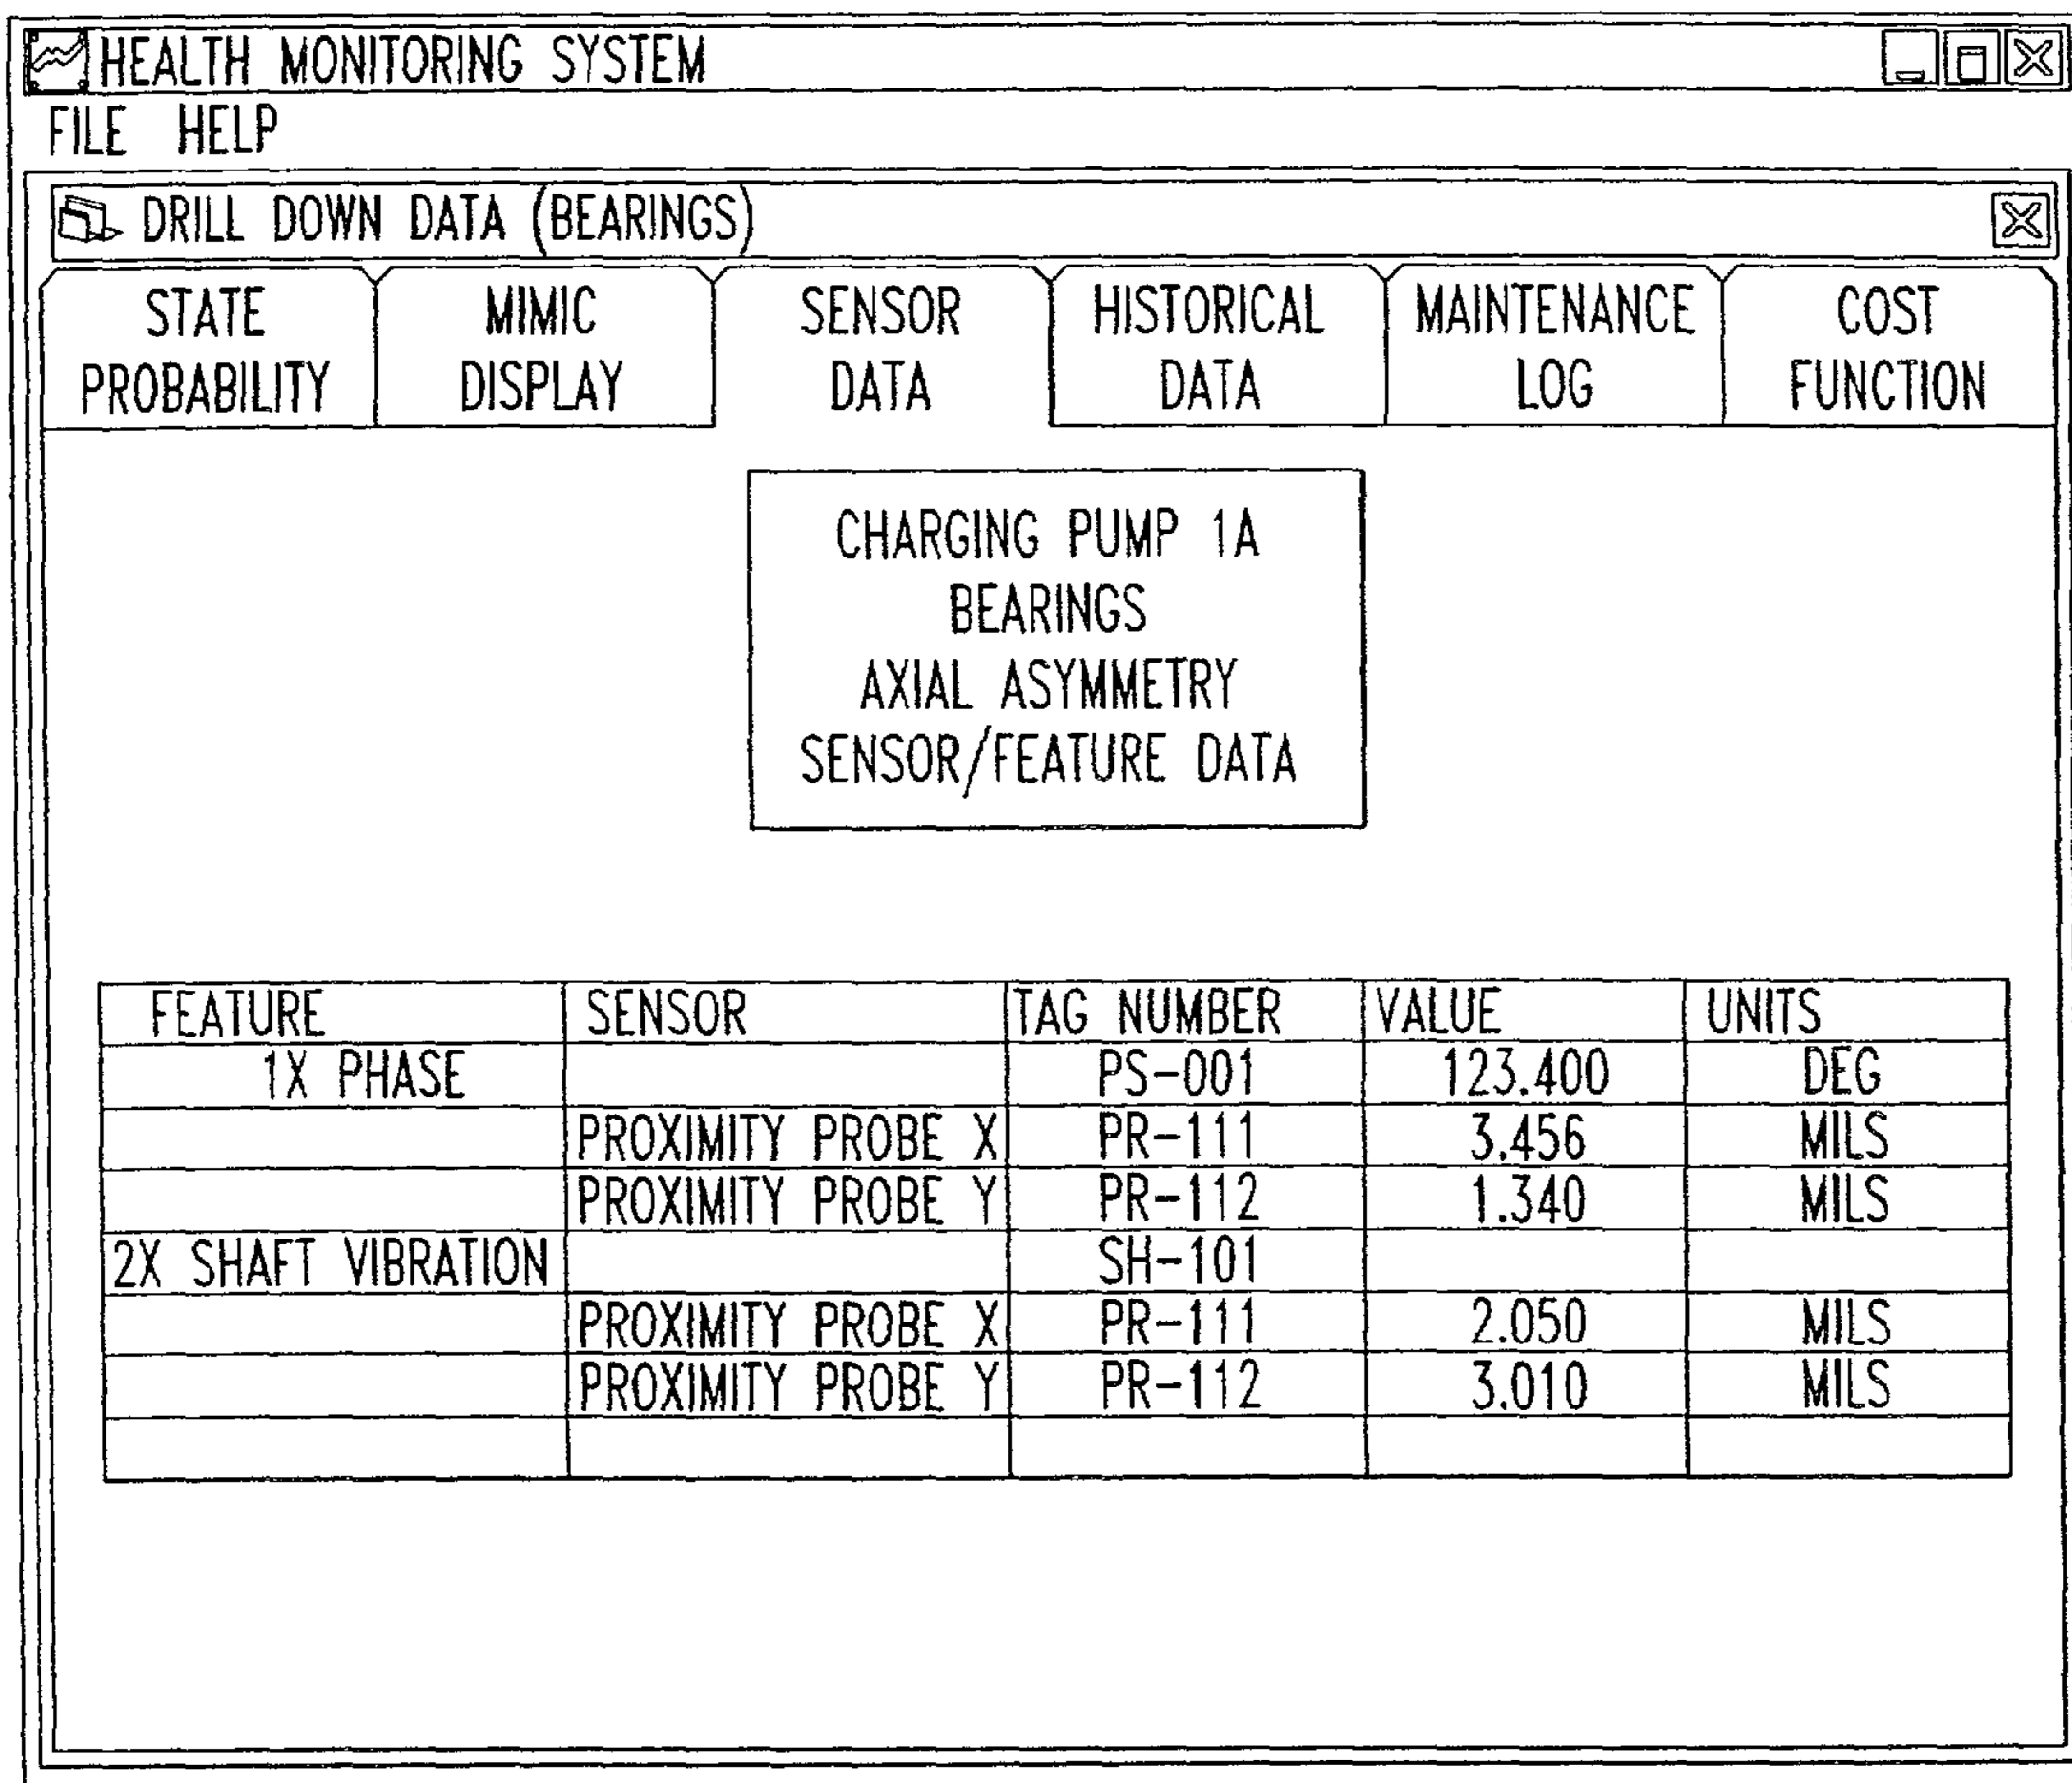 HEALTH MONITORING SYSTEM
FILE HELP
DRILL DOWN DATA (BEARINGS)
STATE PROBABILITY
MIMIC DISPLAY
SENSOR DATA
HISTORICAL DATA
MAINTENANCE LOG
COST FUNCTION
CHARGING PUMP 1A
BEARINGS
AXIAL ASYMMETRY
SENSOR/FEATURE DATA
FEATURE SENSOR TAG NUMBER VALUE UNITS
1X PHASE PS-001 123.400 DEG
PROXIMITY PROBE X PR-111 3.456 MILS
PROXIMITY PROBE Y PR-112 1.340 MILS
2X SHAFT VIBRATION SH-101
PROXIMITY PROBE X PR-111 2.050 MILS
PROXIMITY PROBE Y PR-112 3.010 MILS